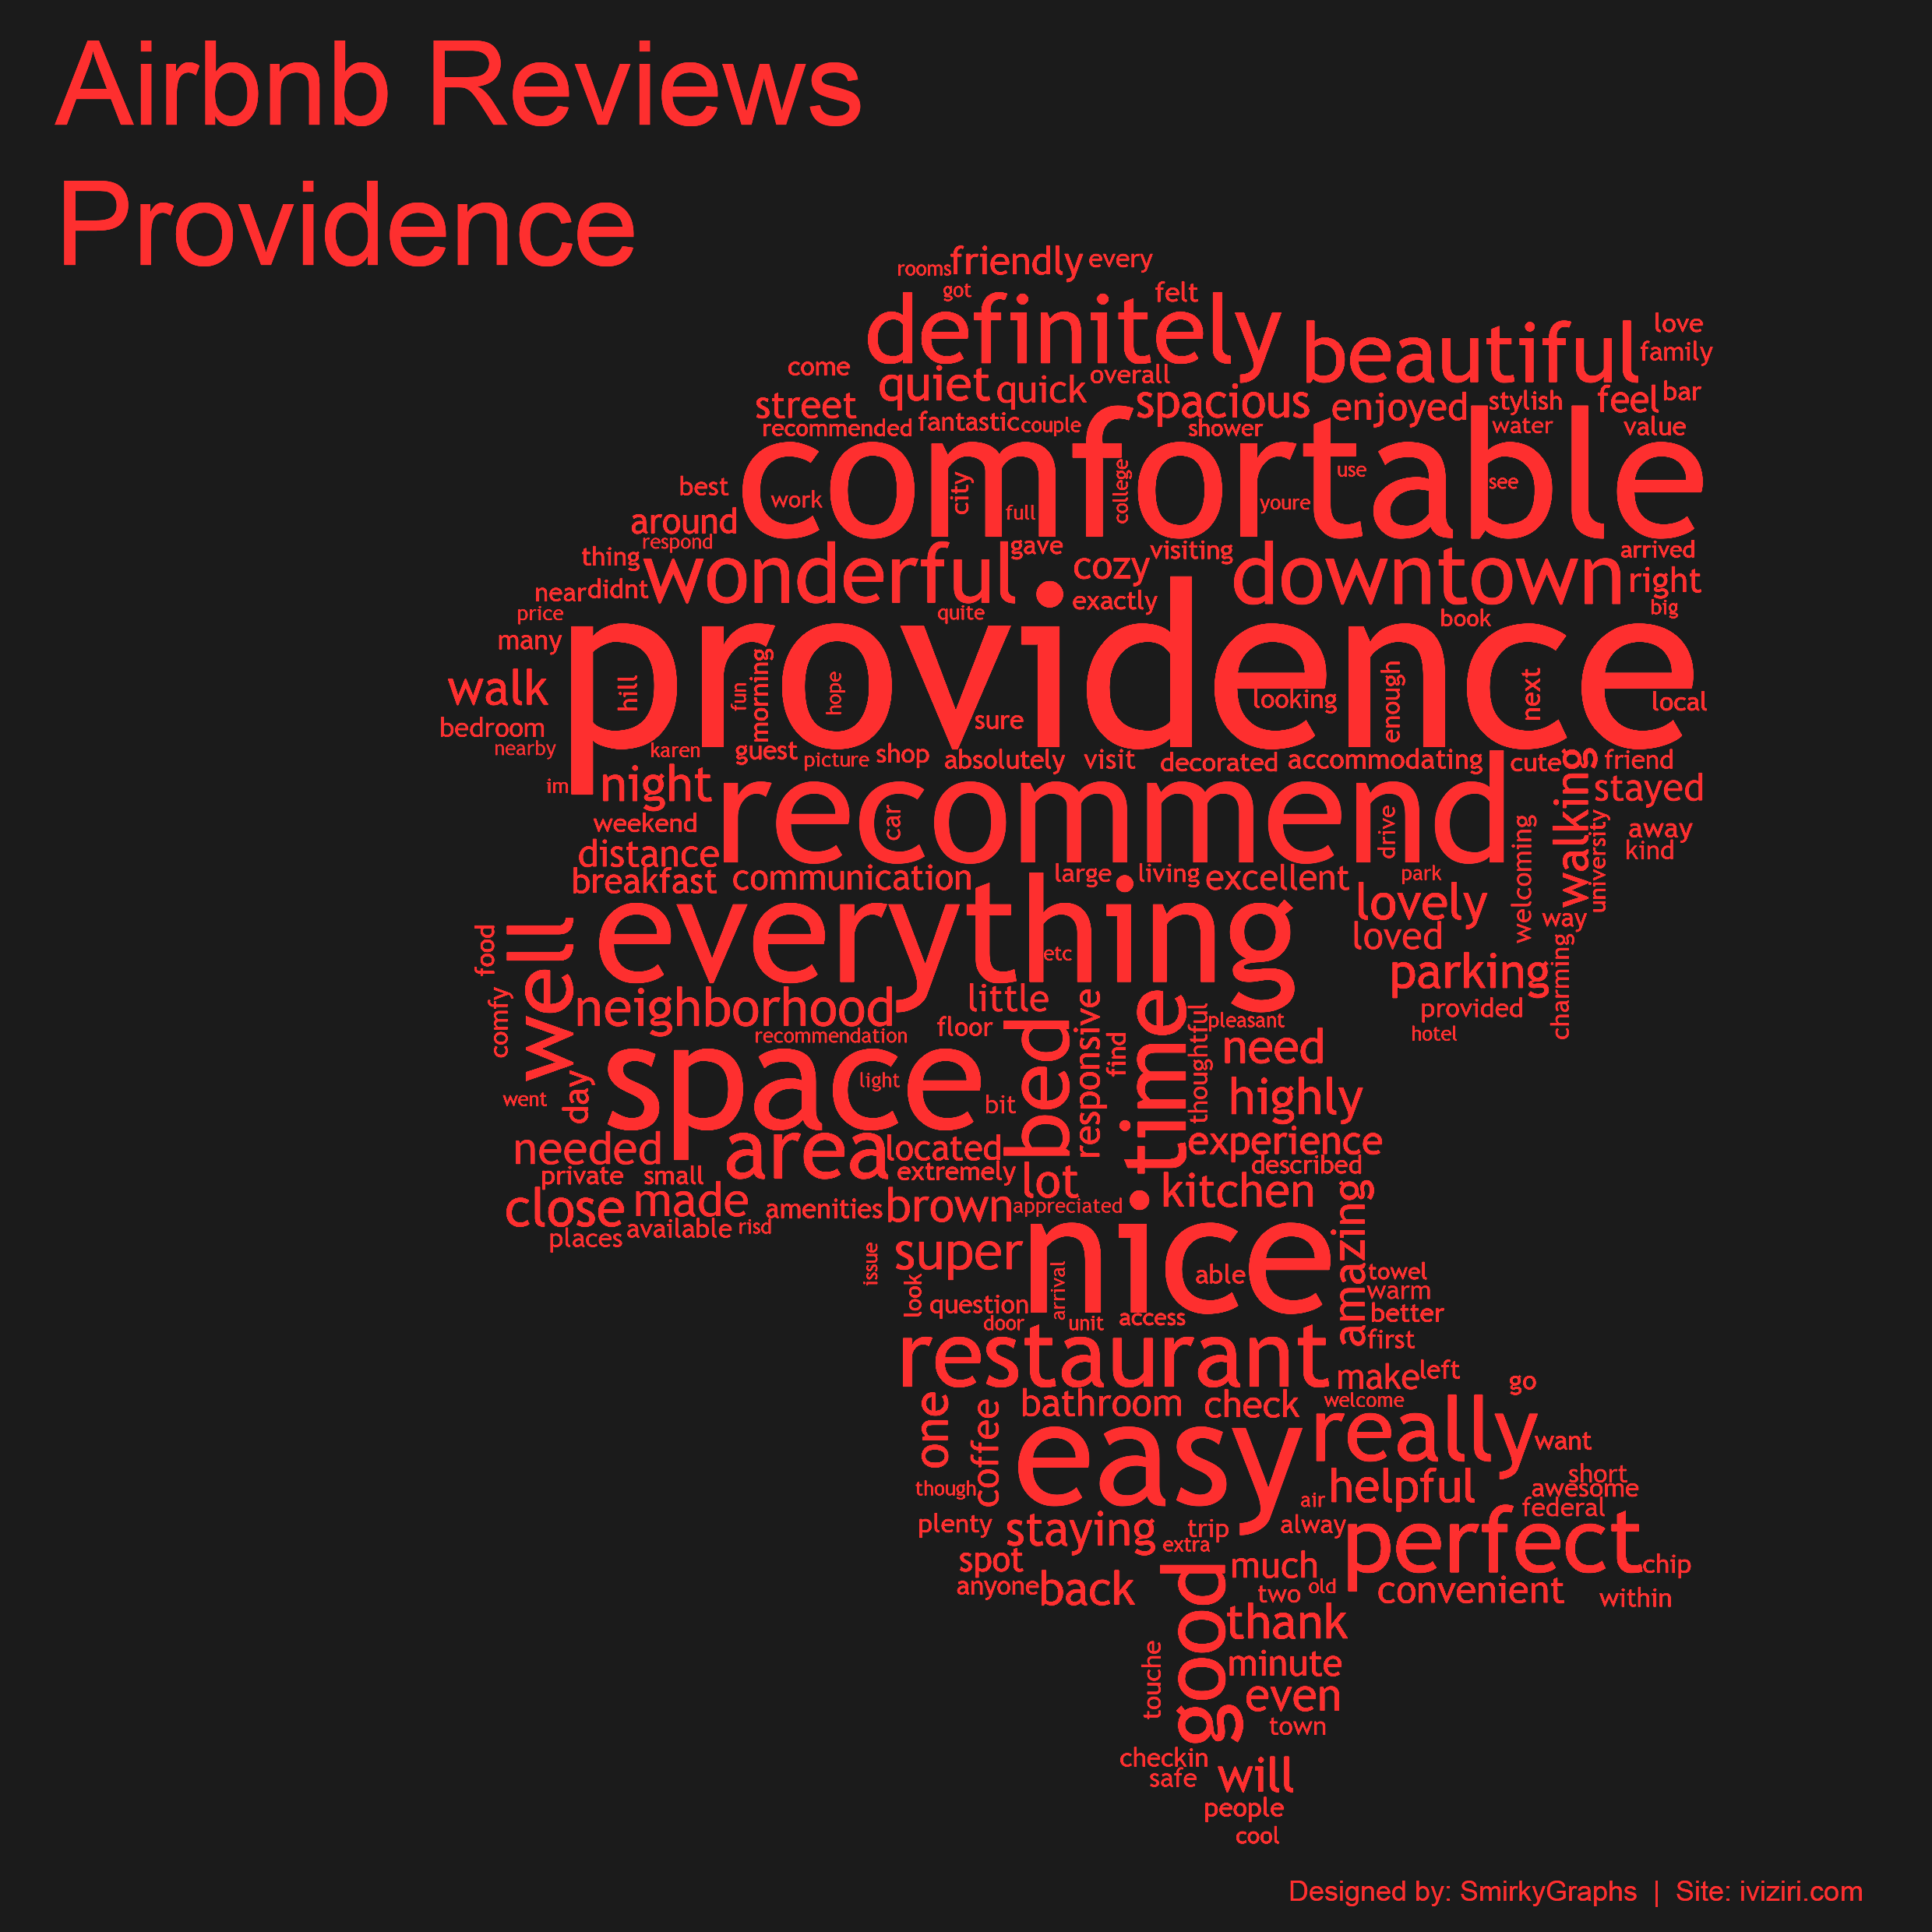 Airbnb Reviews
Providence
rooms friendly every
got felt
definitely beautiful love
family
come quiet quick overall
street spacious enjoyed stylish feel bar
recommended fantastic couple shower water value
comfortable
best work city full college youre use see
around
respond
thing wonderful gave cozy visiting downtown arrived
near didnt exactly right
price quite book big
many
providence
walk hill fun morning hope sure looking enough next local
bedroom
nearby karen guest picture shop absolutely visit decorated accommodating cute friend
im night recommend walking stayed
weekend car drive welcoming university away
distance kind
breakfast communication large living excellent park
everything lovely way
food well etc loved
parking charming
comfy neighborhood little provided
recommendation floor bed responsive time thoughtful pleasant hotel
space find need
went day light bit highly
needed area located experience
private small extremely lot described
close made amenities brown appreciated kitchen
places available risd
issue super nice able amazing towel
look question arrival warm
door unit access better
restaurant first
make left go
one coffee bathroom check welcome
easy really want
though helpful short
air awesome
plenty staying trip alway federal
extra perfect
spot good much chip
anyone back two old convenient within
thank
touche minute
even
town
checkin
safe will
people
cool
Designed by: SmirkyGraphs | Site: iviziri.com